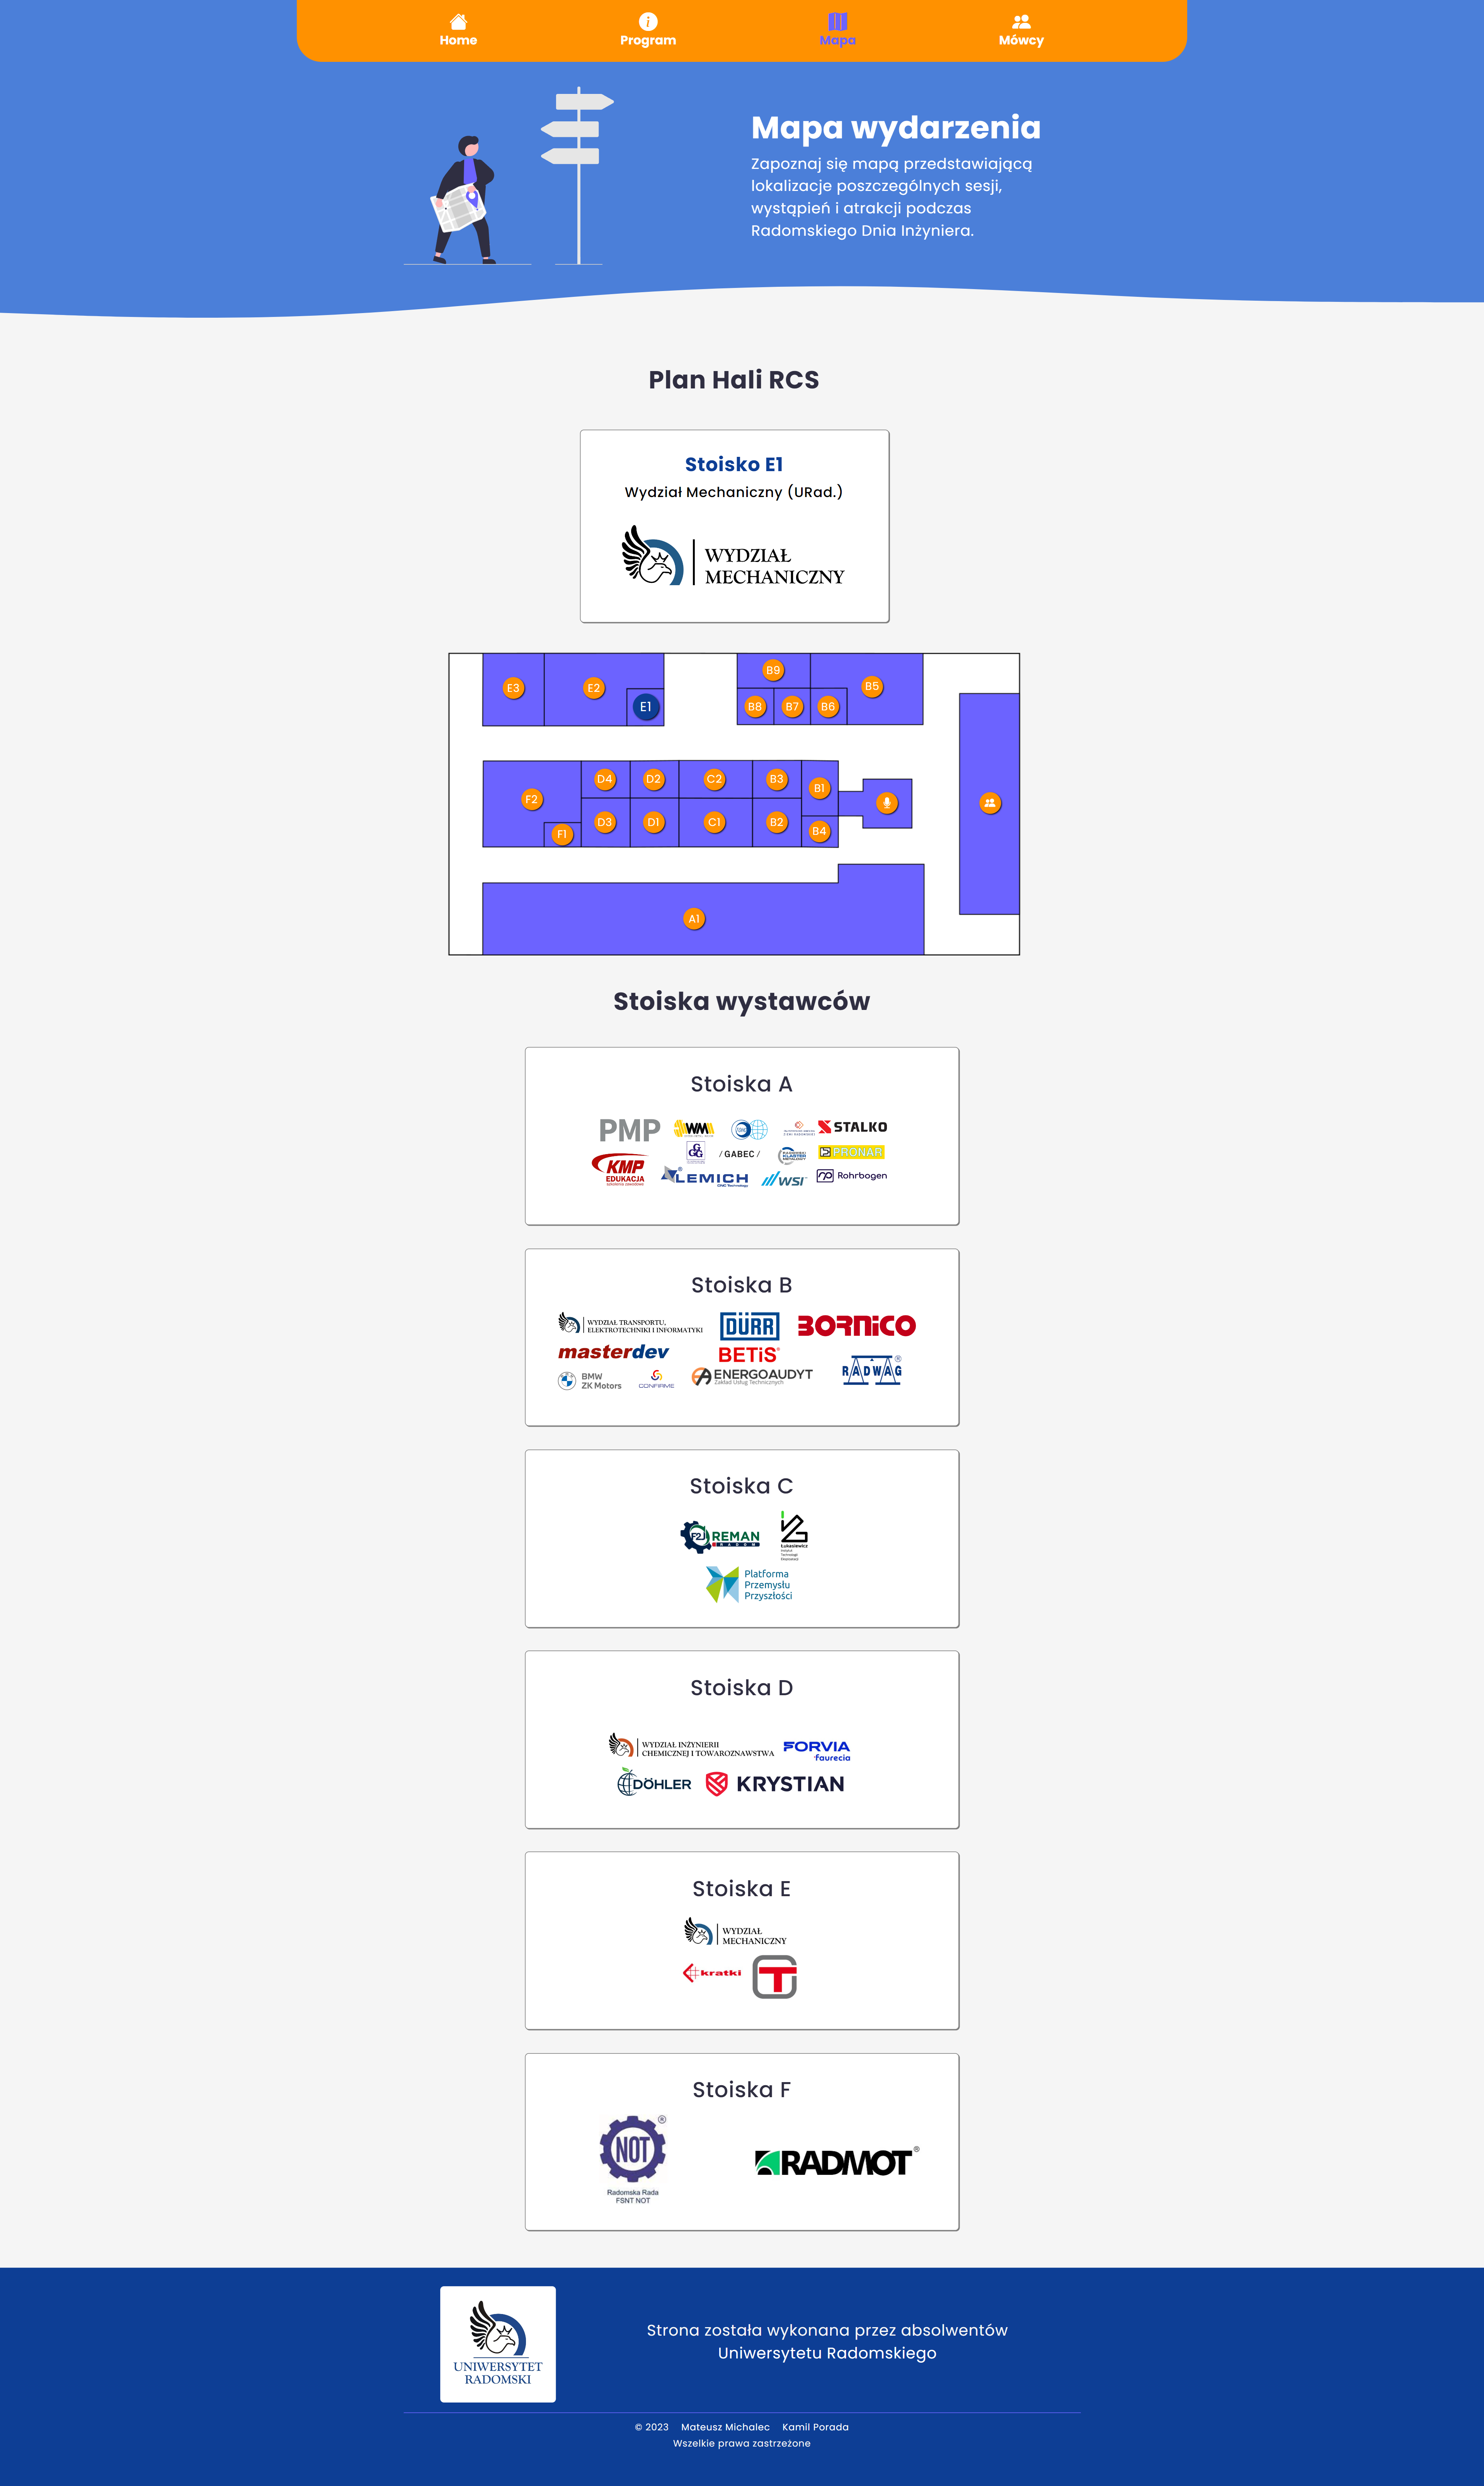 Home
Program
Mapa
Mówcy
Mapa wydarzenia
Zapoznaj się mapą przedstawiającą
lokalizacje poszczególnych sesji,
wystąpień i atrakcji podczas
Radomskiego Dnia Inżyniera.
Plan Hali RCS
Stoisko E1
Wydział Mechaniczny (URad.)
WYDZIAŁ
MECHANICZNY
E3
E2
E1
B9
B8
B7
B6
B5
F2
F1
D4
D2
C2
B3
B1
D3
D1
C1
B2
B4
A1
Stoiska wystawców
Stoiska A
PMP
WM
STALKO
KMP
EDUKACJA
/ GABEC /
PRONAR
LEMICH
CNC Technology
WSI
Rohrbogen
Stoiska B
WYDZIAŁ TRANSPORTU,
ELEKTROTECHNIKI I INFORMATYKI
DÜRR
BORNICO
masterdev
BETiS
BMW
ZK Motors
CONFIRME
ENERGOAUDYT
Zakład Usług Technicznych
RADWAG®
Stoiska C
F2J REMAN
RADOM
Łukasiewicz
Platforma
Przemysłu
Przyszłości
Stoiska D
WYDZIAŁ INŻYNIERII
CHEMICZNEJ I TOWAROZNAWSTWA
FORVIA
faurecia
DÖHLER
KRYSTIAN
Stoiska E
WYDZIAŁ
MECHANICZNY
kratki
T
Stoiska F
NOT®
Radomska Rada
FSNT NOT
RADMOT®
UNIWERSYTET
RADOMSKI
Strona została wykonana przez absolwentów
Uniwersytetu Radomskiego
© 2023 Mateusz Michalec Kamil Porada
Wszelkie prawa zastrzeżone